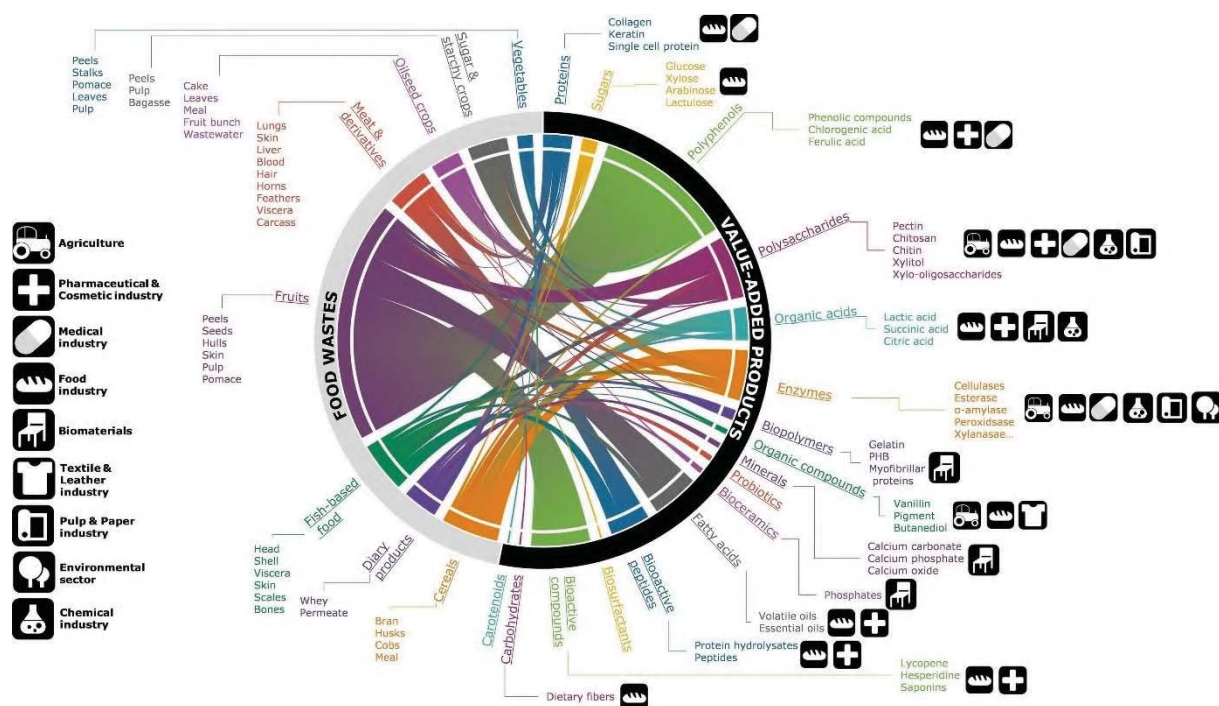 Peels
Stalks
Pomace
Leaves
Pulp
Peels
Pulp
Bagasse
Cake
Leaves
Meal
Fruit bunch
Wastewater
Lungs
Skin
Liver
Blood
Hair
Horns
Feathers
Viscera
Carcass
Vegetables
Sugar &
starchy crops
Oilseed crops
Meat &
derivatives
Fruits
Peels
Seeds
Hulls
Skin
Pulp
Pomace
Fish-based
food
Head
Shell
Viscera
Skin
Scales
Bones
Diary
products
Whey
Permeate
Cereals
Bran
Husks
Cobs
Meal
FOOD WASTES
VALUE-ADDED PRODUCTS
Proteins
Collagen
Keratin
Single cell protein
Sugars
Glucose
Xylose
Arabinose
Lactulose
Polyphenols
Phenolic compounds
Chlorogenic acid
Ferulic acid
Polysaccharides
Pectin
Chitosan
Chitin
Xylitol
Xylo-oligosaccharides
Organic acids
Lactic acid
Succinic acid
Citric acid
Enzymes
Cellulases
Esterase
α-amylase
Peroxidsase
Xylanasae...
Biopolymers
Gelatin
PHB
Myofibrillar
proteins
Organic compounds
Vanillin
Pigment
Butanediol
Minerals
Calcium carbonate
Calcium phosphate
Calcium oxide
Probiotics
Bioceramics
Phosphates
Fatty acids
Volatile oils
Essential oils
Biooactive
peptides
Protein hydrolysates
Peptides
Biosurfactants
Bioactive
compounds
Lycopene
Hesperidine
Saponins
Carbohydrates
Dietary fibers
Carotenoids
Agriculture
Pharmaceutical &
Cosmetic industry
Medical
industry
Food
industry
Biomaterials
Textile &
Leather
industry
Pulp & Paper
industry
Environmental
sector
Chemical
industry